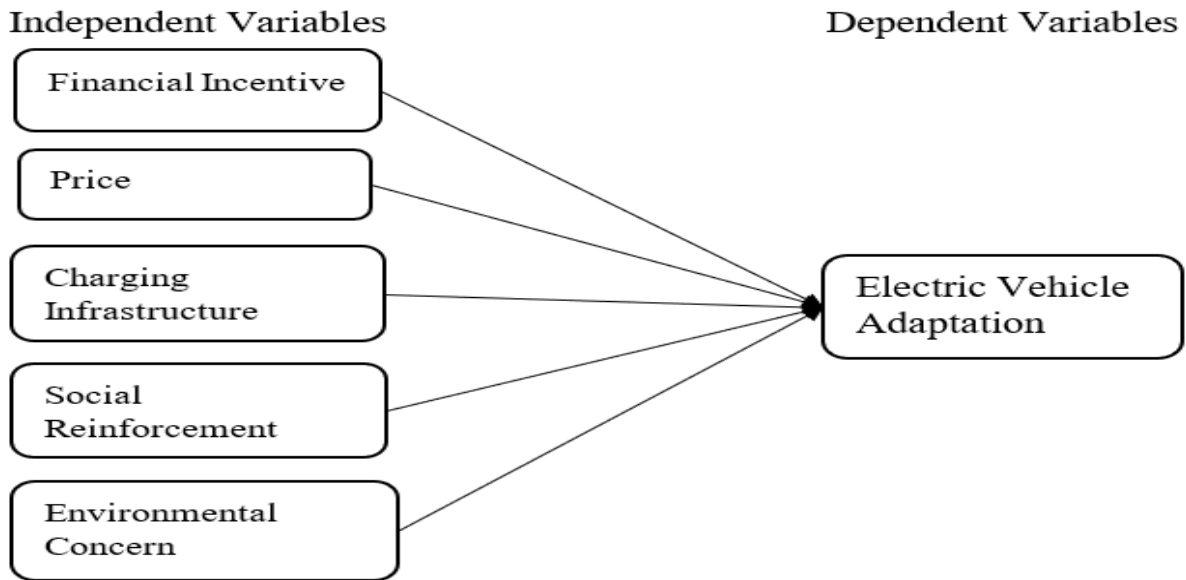 Independent Variables
Dependent Variables
Financial Incentive
Price
Charging
Infrastructure
Social
Reinforcement
Environmental
Concern
Electric Vehicle
Adaptation